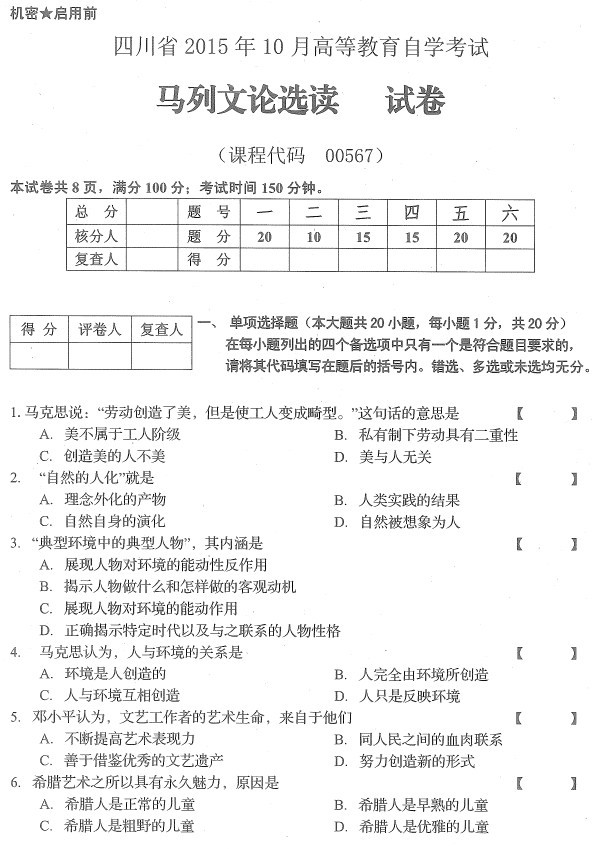 机密★启用前
四川省 2015 年 10 月高等教育自学考试
马列文论选读 试卷
（课程代码 00567）
本试卷共 8 页，满分 100 分；考试时间 150 分钟。
总 分 题 号 一 二 三 四 五 六
核分人 题 分 20 10 15 15 20 20
复查人 得 分
得 分 评卷人 复查人
一、 单项选择题（本大题共 20 小题，每小题 1 分，共 20 分）
在每小题列出的四个备选项中只有一个是符合题目要求的，
请将其代码填写在题后的括号内。错选、多选或未选均无分。
1. 马克思说：“劳动创造了美，但是使工人变成畸型。”这句话的意思是 【 】
A. 美不属于工人阶级 B. 私有制下劳动具有二重性
C. 创造美的人不美 D. 美与人无关
2. “自然的人化”就是 【 】
A. 理念外化的产物 B. 人类实践的结果
C. 自然自身的演化 D. 自然被想象为人
3. “典型环境中的典型人物”，其内涵是 【 】
A. 展现人物对环境的能动性反作用
B. 揭示人物做什么和怎样做的客观动机
C. 展现人物对环境的能动作用
D. 正确揭示特定时代以及与之联系的人物性格
4. 马克思认为，人与环境的关系是 【 】
A. 环境是人创造的 B. 人完全由环境所创造
C. 人与环境互相创造 D. 人只是反映环境
5. 邓小平认为，文艺工作者的艺术生命，来自于他们 【 】
A. 不断提高艺术表现力 B. 同人民之间的血肉联系
C. 善于借鉴优秀的文艺遗产 D. 努力创造新的形式
6. 希腊艺术之所以具有永久魅力，原因是 【 】
A. 希腊人是正常的儿童 B. 希腊人是早熟的儿童
C. 希腊人是粗野的儿童 D. 希腊人是优雅的儿童